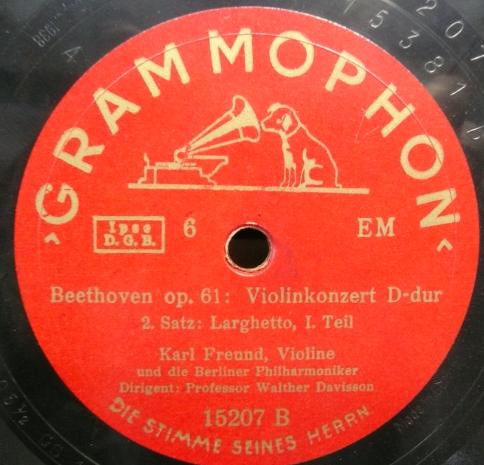 ›GRAMMOPHON‹
Ipse
D. G. B.
6
EM
Beethoven op. 61: Violinkonzert D-dur
2. Satz: Larghetto, I. Teil
Karl Freund, Violine
und die Berliner Philharmoniker
Dirigent: Professor Walther Davisson
15207 B
DIE STIMME SEINES HERRN